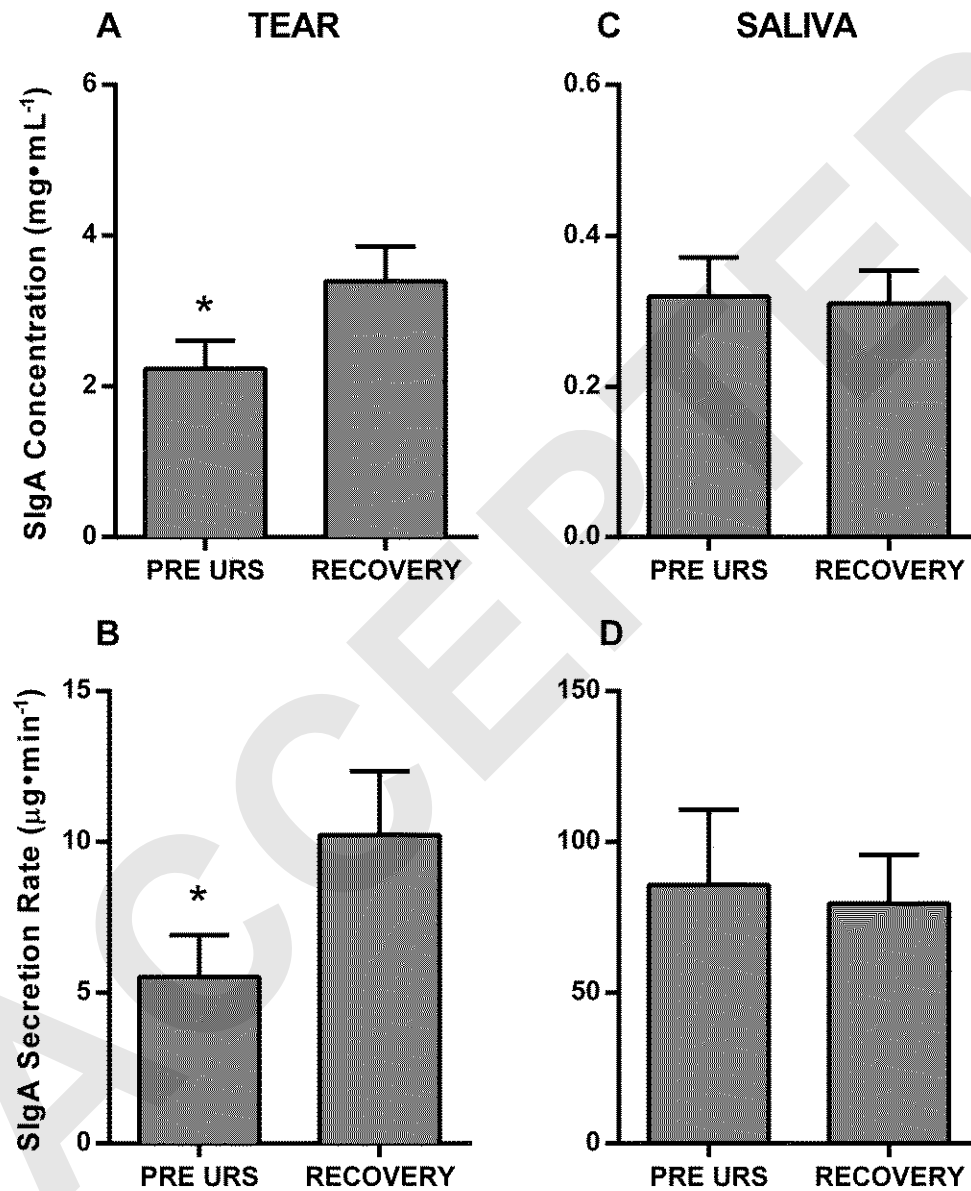 A TEAR
SIgA Concentration (mg•mL-1)
6
4
2
0
*
PRE URS RECOVERY
C SALIVA
0.6
0.4
0.2
0.0
PRE URS RECOVERY
B
SIgA Secretion Rate (µg•min-1)
15
10
5
0
*
PRE URS RECOVERY
D
150
100
50
0
PRE URS RECOVERY
ACCEPTED